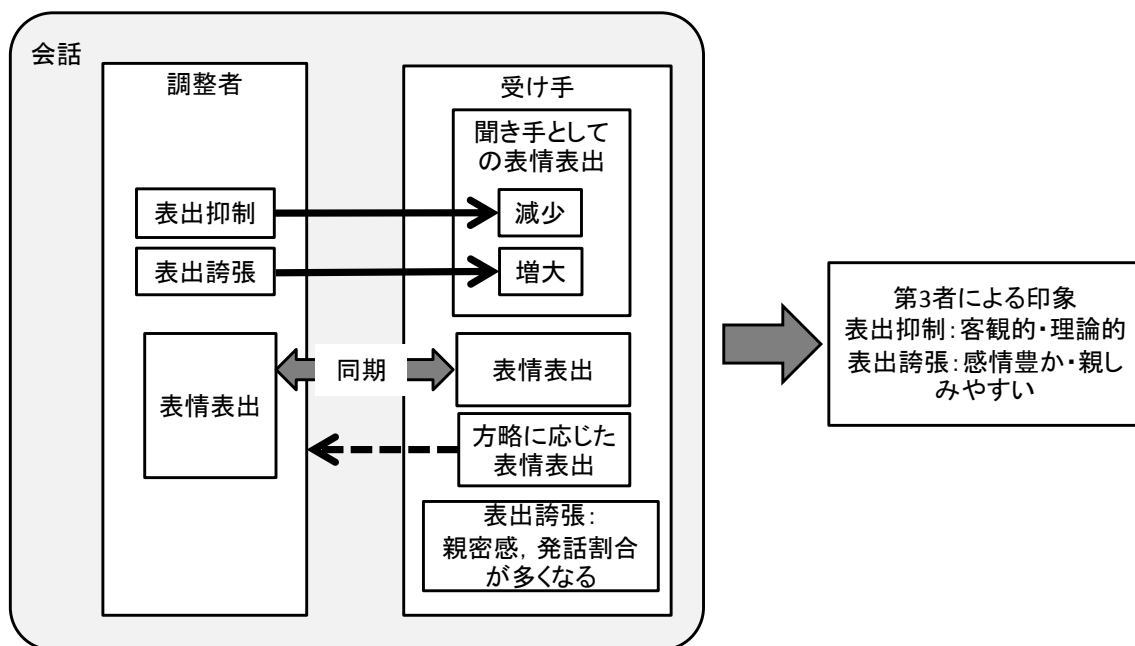 会話
調整者
表出抑制
表出誇張
表情表出
同期
受け手
聞き手として
の表情表出
減少
増大
表情表出
方略に応じた
表情表出
表出誇張：
親密感，発話割合
が多くなる
第3者による印象
表出抑制：客観的・理論的
表出誇張：感情豊か・親し
みやすい